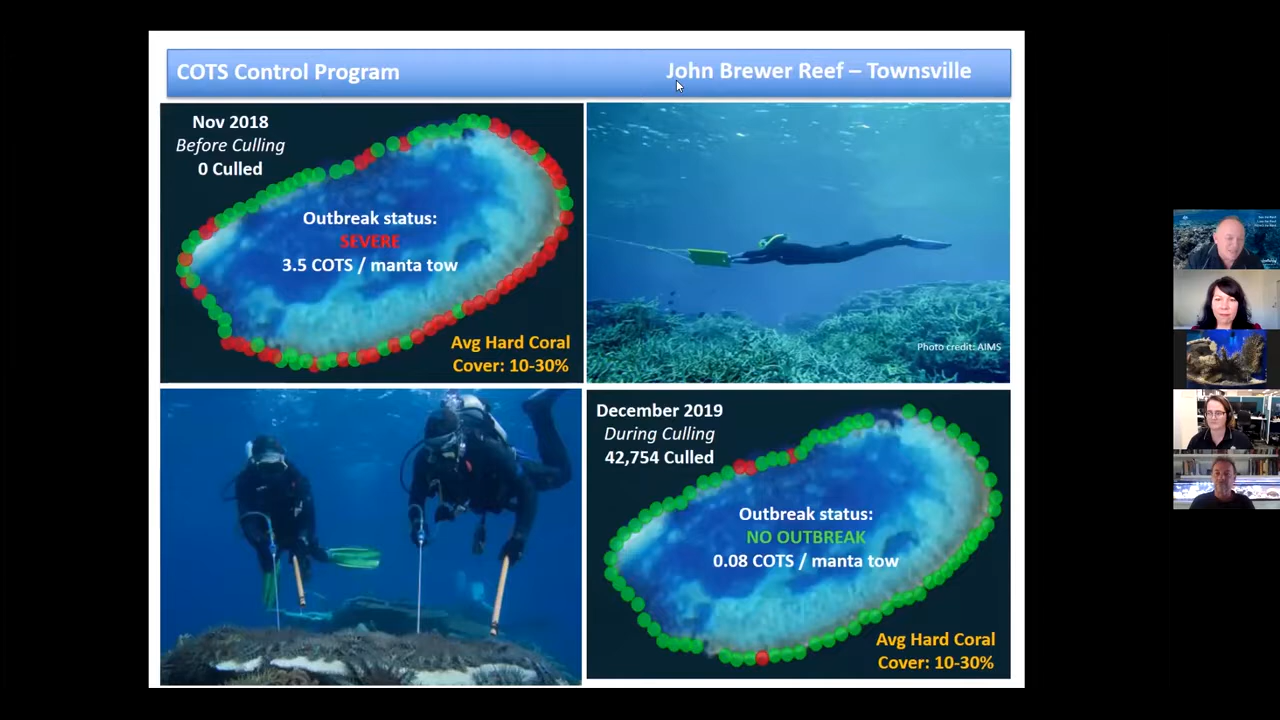 COTS Control Program
John Brewer Reef – Townsville
Nov 2018
Before Culling
0 Culled
Outbreak status:
SEVERE
3.5 COTS / manta tow
Avg Hard Coral
Cover: 10-30%
Photo credit: AIMS
December 2019
During Culling
42,754 Culled
Outbreak status:
NO OUTBREAK
0.08 COTS / manta tow
Avg Hard Coral
Cover: 10-30%